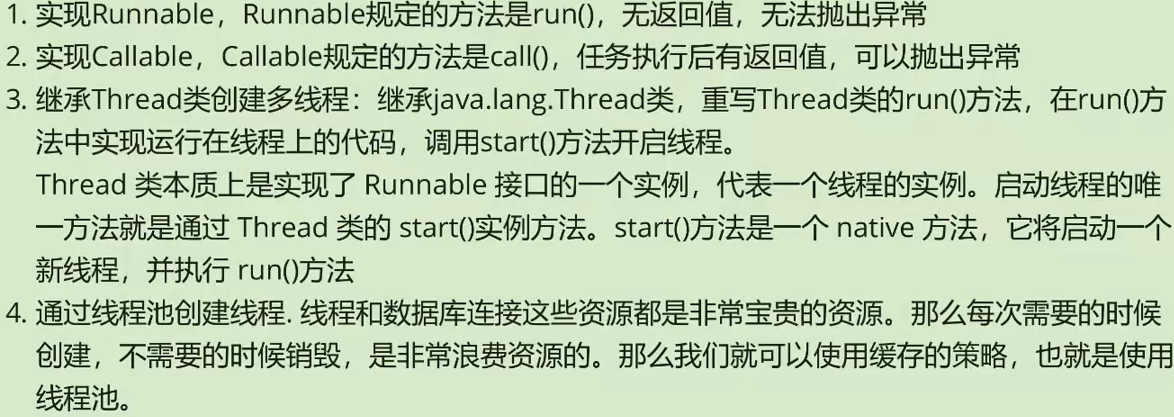 1. 实现Runnable，Runnable规定的方法是run()，无返回值，无法抛出异常
2. 实现Callable，Callable规定的方法是call()，任务执行后有返回值，可以抛出异常
3. 继承Thread类创建多线程：继承java.lang.Thread类，重写Thread类的run()方法，在run()方
法中实现运行在线程上的代码，调用start()方法开启线程。
Thread 类本质上是实现了 Runnable 接口的一个实例，代表一个线程的实例。启动线程的唯
一方法就是通过 Thread 类的 start()实例方法。start()方法是一个 native 方法，它将启动一个
新线程，并执行 run()方法
4. 通过线程池创建线程. 线程和数据库连接这些资源都是非常宝贵的资源。那么每次需要的时候
创建，不需要的时候销毁，是非常浪费资源的。那么我们就可以使用缓存的策略，也就是使用
线程池。